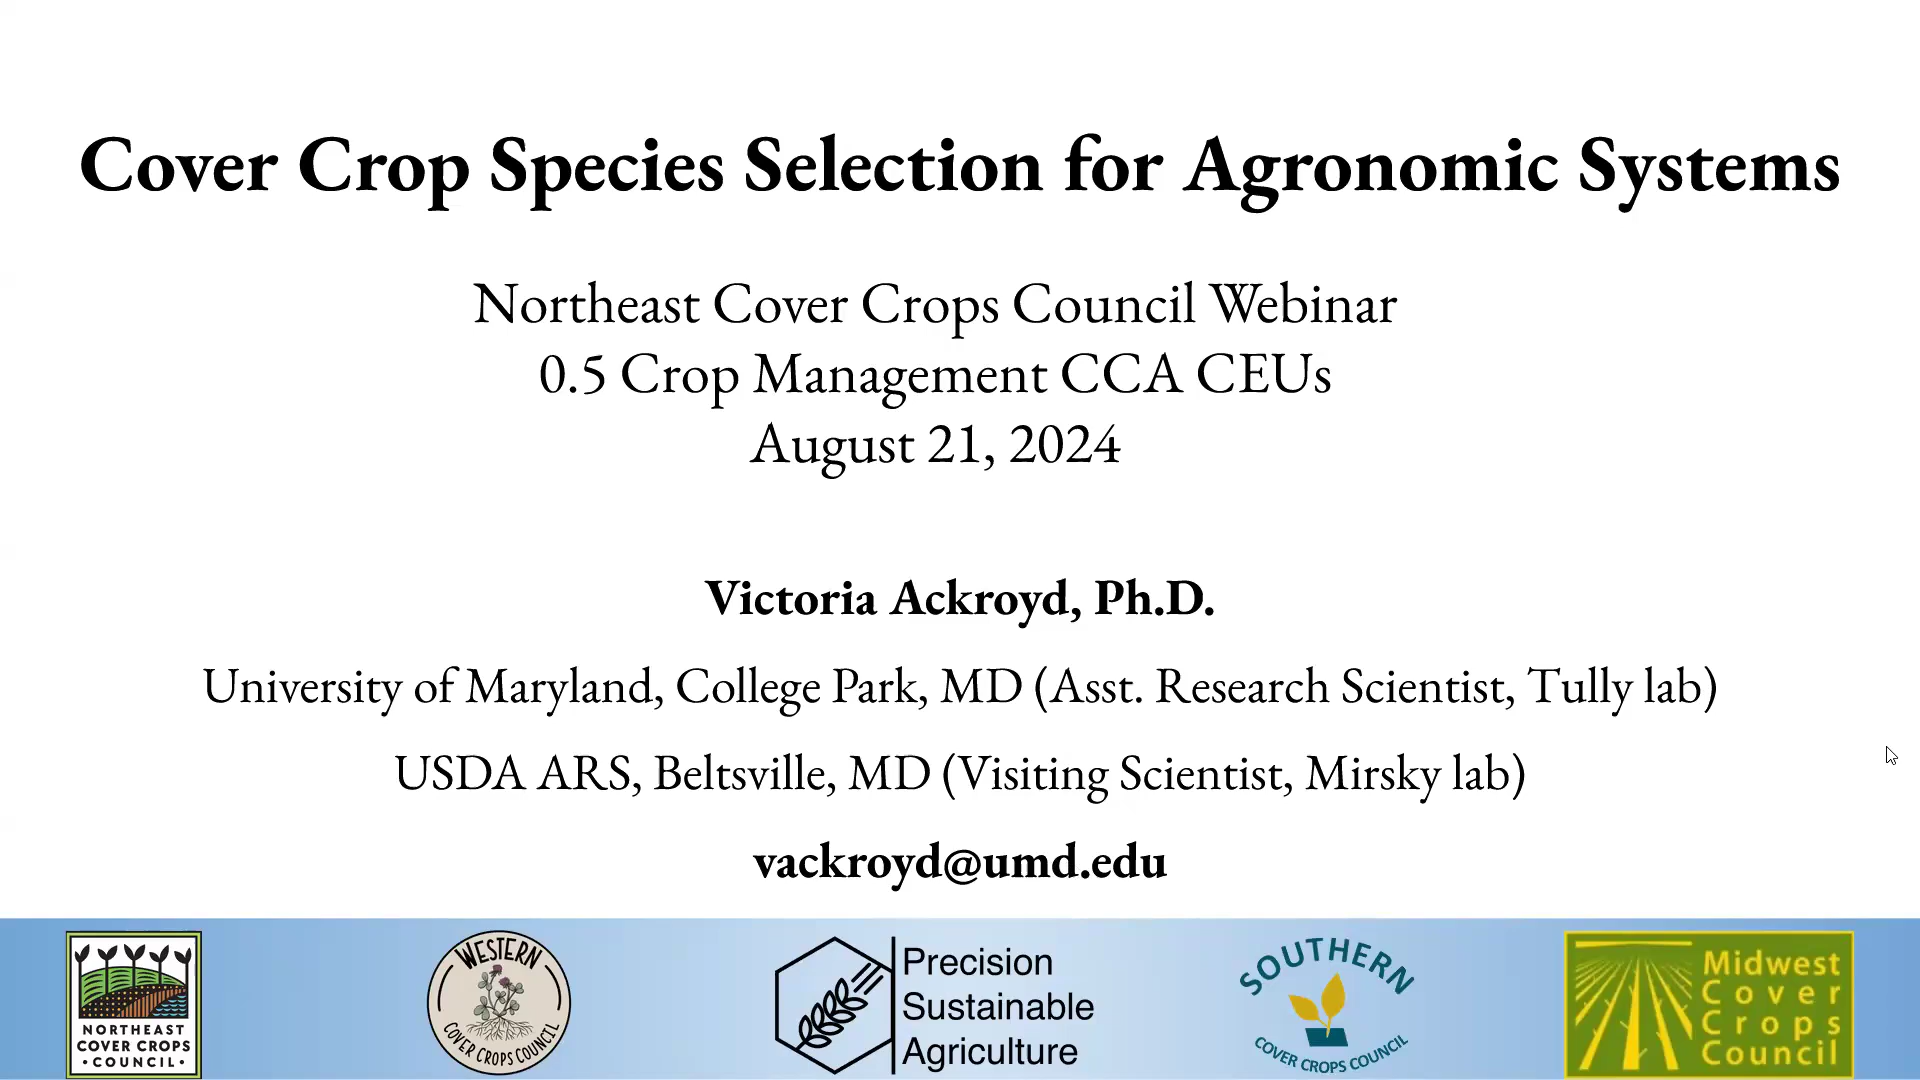 Cover Crop Species Selection for Agronomic Systems
Northeast Cover Crops Council Webinar
0.5 Crop Management CCA CEUs
August 21, 2024
Victoria Ackroyd, Ph.D.
University of Maryland, College Park, MD (Asst. Research Scientist, Tully lab)
USDA ARS, Beltsville, MD (Visiting Scientist, Mirsky lab)
vackroyd@umd.edu
NORTHEAST
COVER CROPS
• COUNCIL •
WESTERN
COVER CROPS COUNCIL
Precision
Sustainable
Agriculture
SOUTHERN
COVER CROPS COUNCIL
Midwest
Cover
Crops
Council